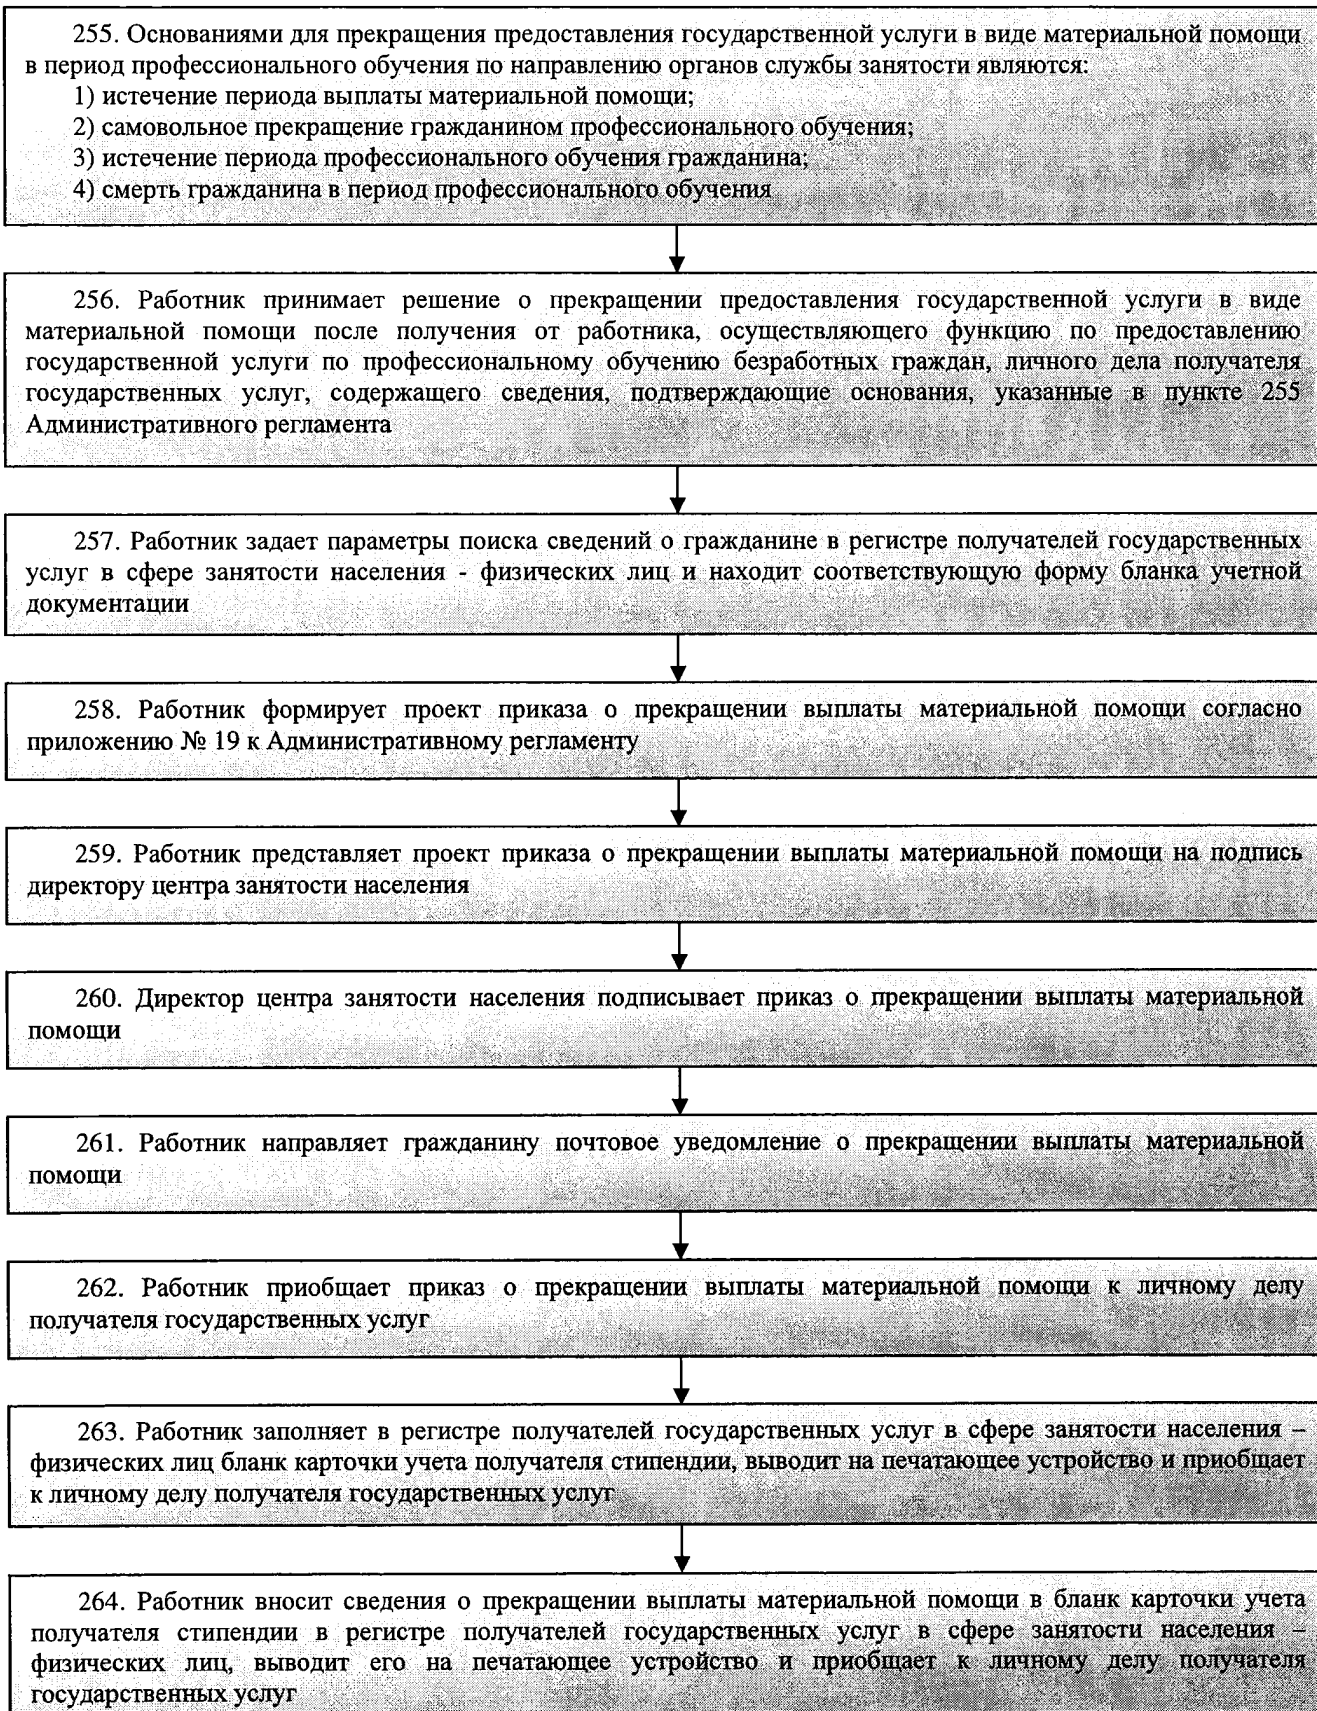 255. Основаниями для прекращения предоставления государственной услуги в виде материальной помощи
в период профессионального обучения по направлению органов службы занятости являются:
1) истечение периода выплаты материальной помощи;
2) самовольное прекращение гражданином профессионального обучения;
3) истечение периода профессионального обучения гражданина;
4) смерть гражданина в период профессионального обучения
256. Работник принимает решение о прекращении предоставления государственной услуги в виде
материальной помощи после получения от работника, осуществляющего функцию по предоставлению
государственной услуги по профессиональному обучению безработных граждан, личного дела получателя
государственных услуг, содержащего сведения, подтверждающие основания, указанные в пункте 255
Административного регламента
257. Работник задает параметры поиска сведений о гражданине в регистре получателей государственных
услуг в сфере занятости населения - физических лиц и находит соответствующую форму бланка учетной
документации
258. Работник формирует проект приказа о прекращении выплаты материальной помощи согласно
приложению № 19 к Административному регламенту
259. Работник представляет проект приказа о прекращении выплаты материальной помощи на подпись
директору центра занятости населения
260. Директор центра занятости населения подписывает приказ о прекращении выплаты материальной
помощи
261. Работник направляет гражданину почтовое уведомление о прекращении выплаты материальной
помощи
262. Работник приобщает приказ о прекращении выплаты материальной помощи к личному делу
получателя государственных услуг
263. Работник заполняет в регистре получателей государственных услуг в сфере занятости населения –
физических лиц бланк карточки учета получателя стипендии, выводит на печатающее устройство и приобщает
к личному делу получателя государственных услуг
264. Работник вносит сведения о прекращении выплаты материальной помощи в бланк карточки учета
получателя стипендии в регистре получателей государственных услуг в сфере занятости населения –
физических лиц, выводит его на печатающее устройство и приобщает к личному делу получателя
государственных услуг